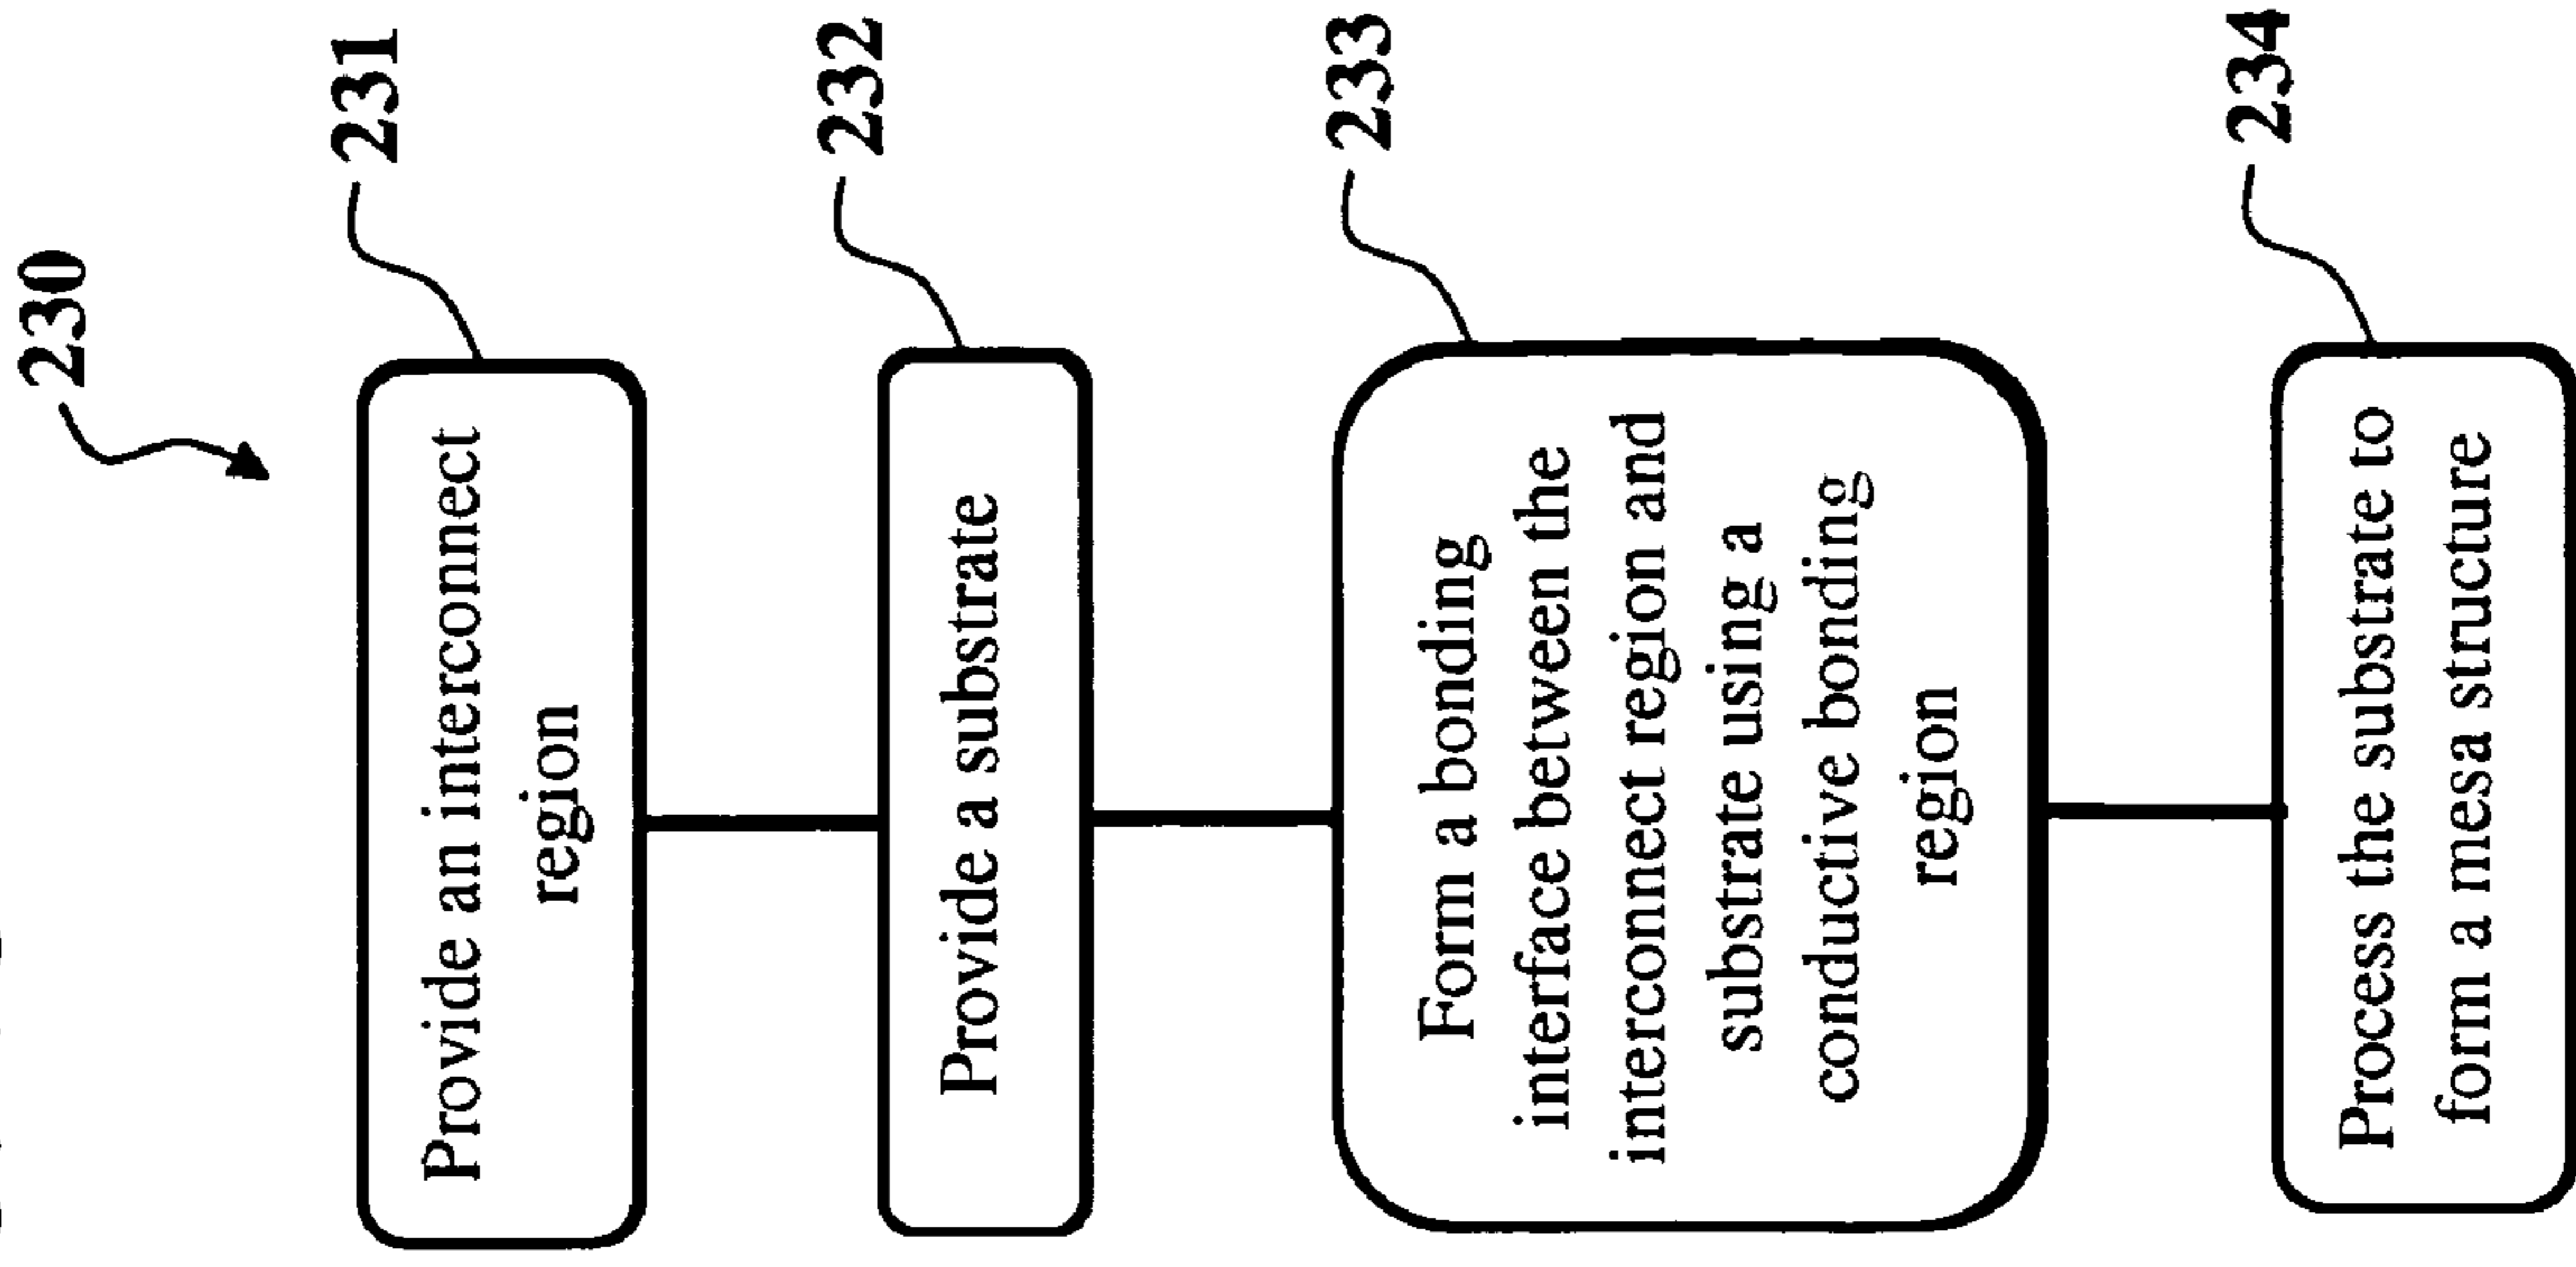 230
231
Provide an interconnect
region
232
Provide a substrate
233
Form a bonding
interface between the
interconnect region and
substrate using a
conductive bonding
region
234
Process the substrate to
form a mesa structure